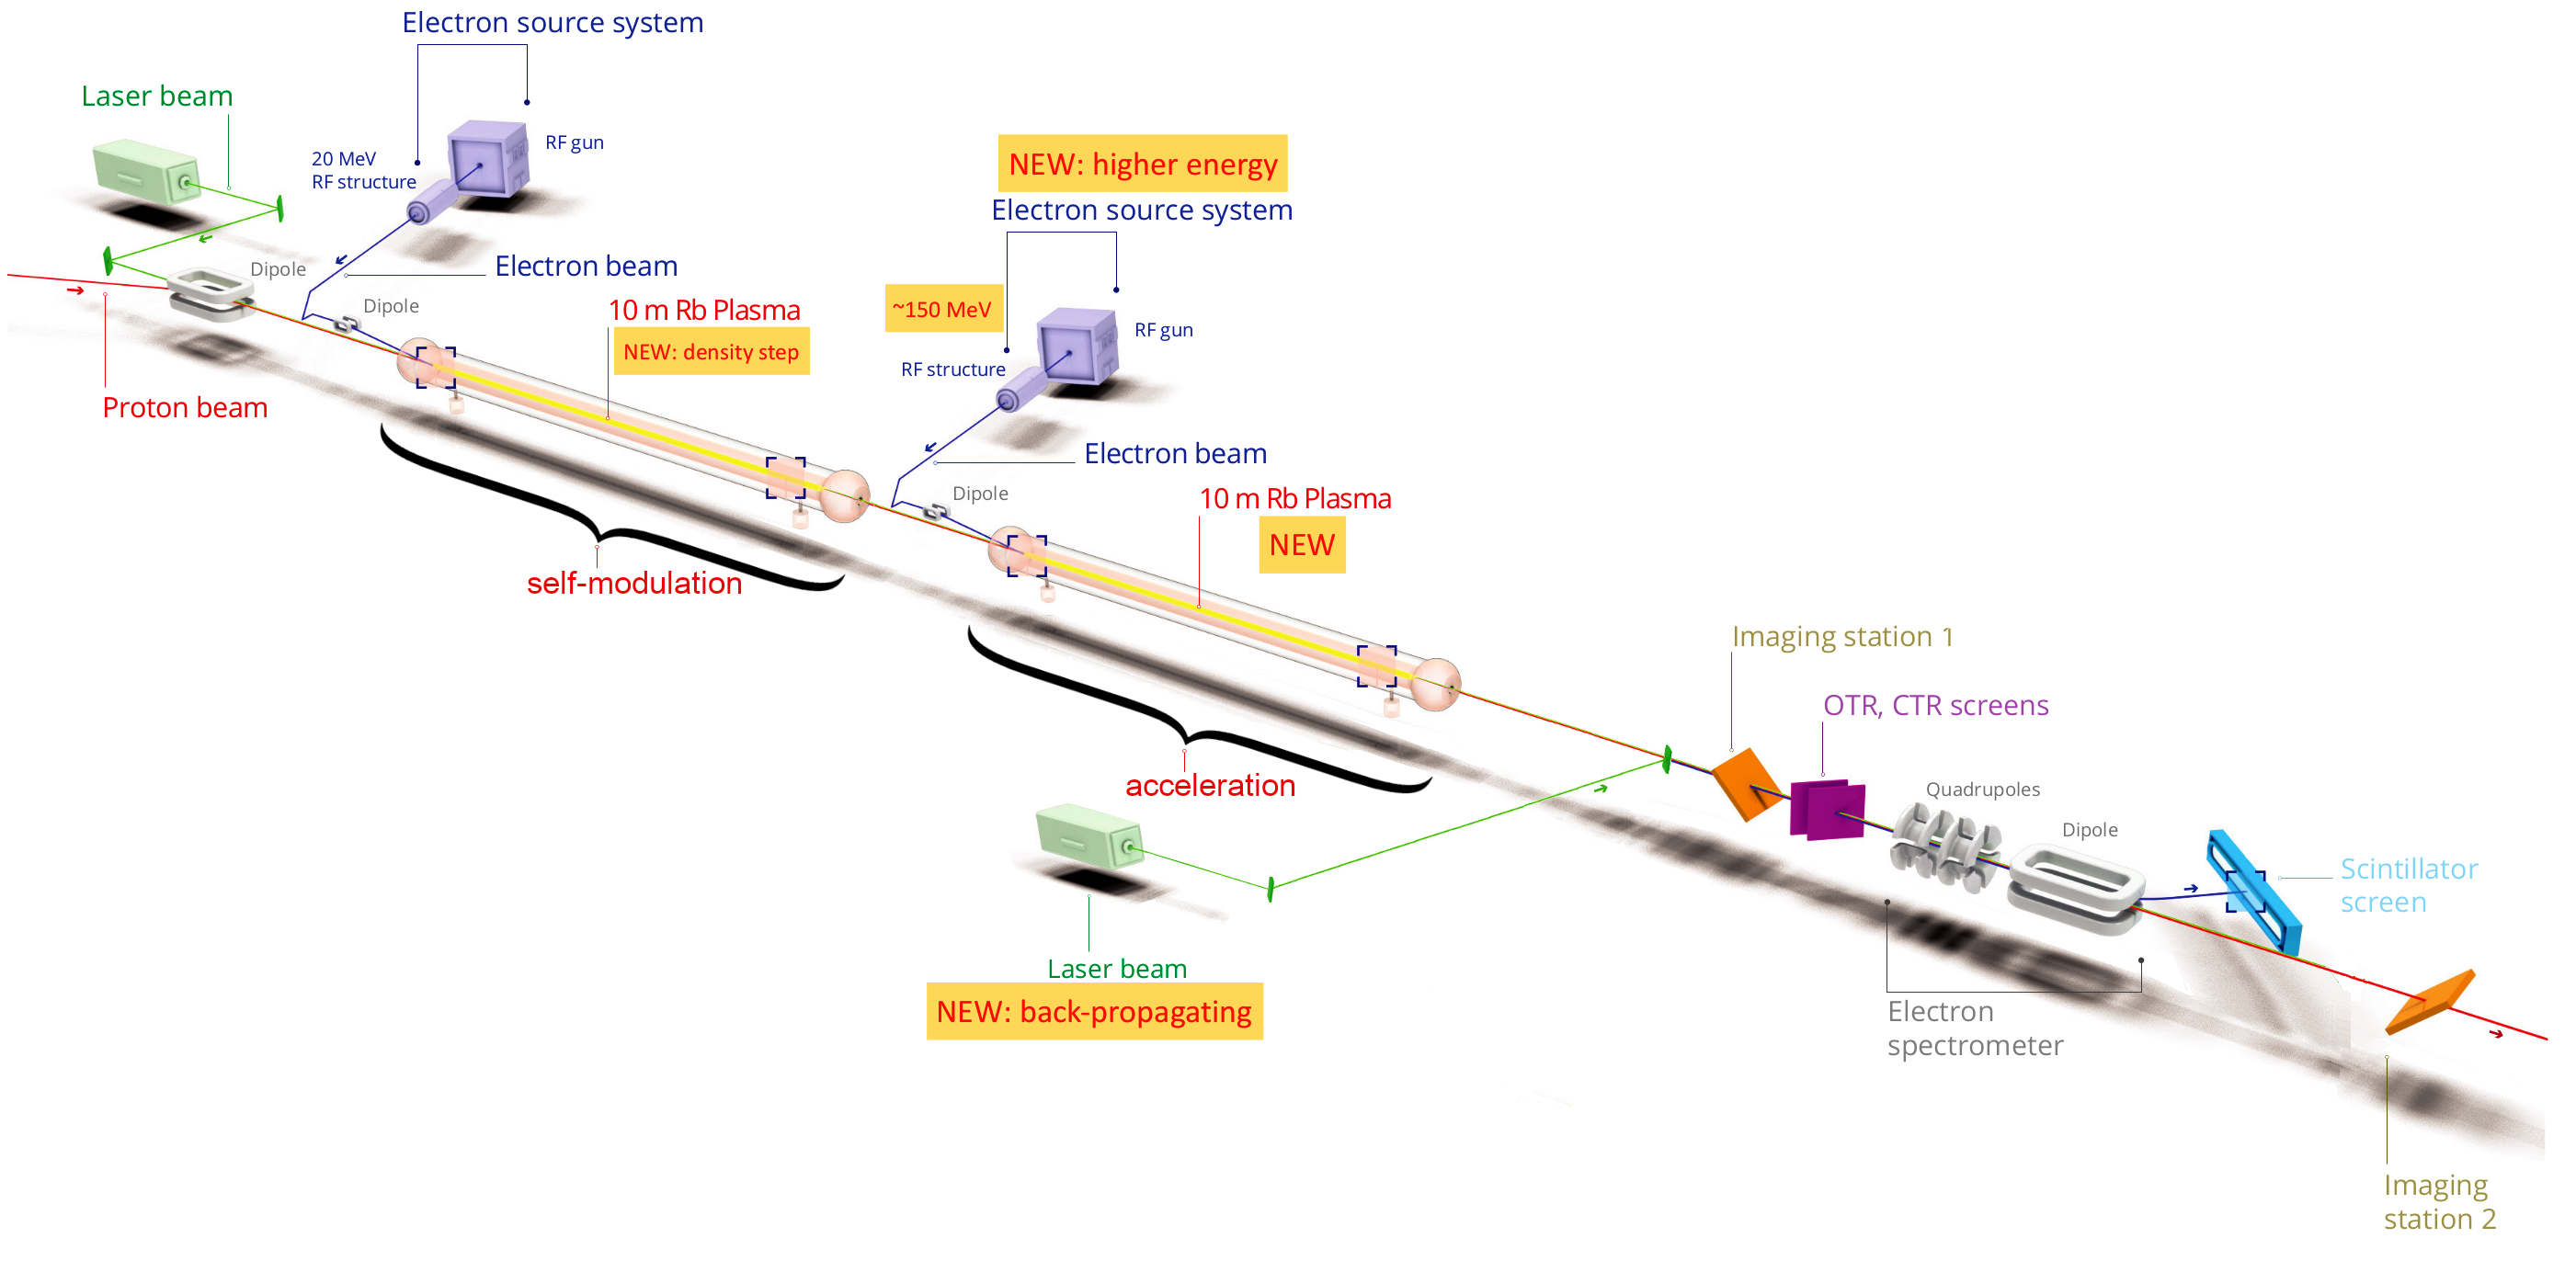 Electron source system
Laser beam
RF gun
20 MeV
RF structure
NEW: higher energy
Electron source system
Dipole
Electron beam
Dipole
10 m Rb Plasma
NEW: density step
~150 MeV
RF gun
RF structure
Proton beam
Electron beam
Dipole
10 m Rb Plasma
NEW
self-modulation
Imaging station 1
OTR, CTR screens
acceleration
Quadrupoles
Dipole
Scintillator
screen
Laser beam
NEW: back-propagating
Electron
spectrometer
Imaging
station 2